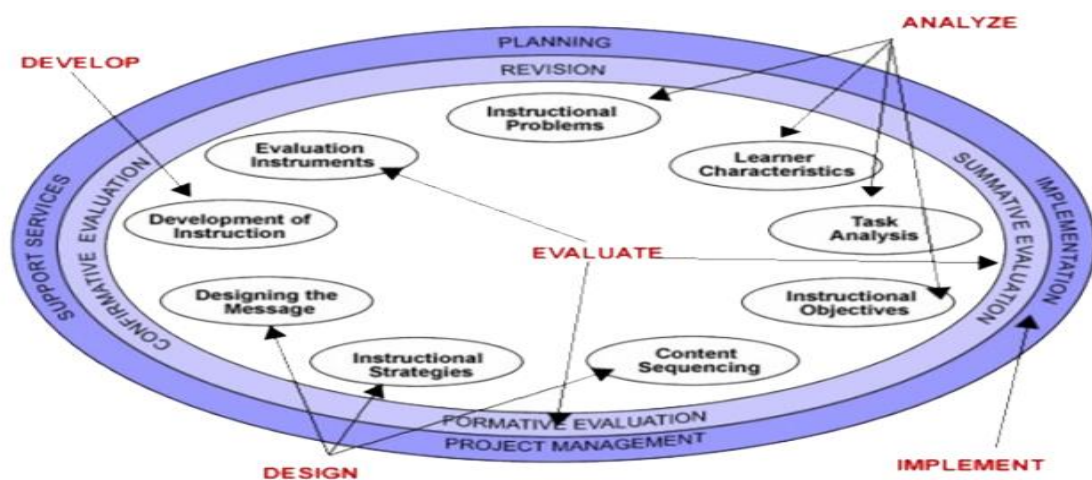 ANALYZE
DEVELOP
PLANNING
REVISION
Instructional
Problems
Evaluation
Instruments
Learner
Characteristics
SUPPORT SERVICES
CONFIRMATIVE EVALUATION
SUMMATIVE EVALUATION
IMPLEMENTATION
Development of
Instruction
Task
Analysis
EVALUATE
Designing the
Message
Instructional
Objectives
Instructional
Strategies
Content
Sequencing
FORMATIVE EVALUATION
PROJECT MANAGEMENT
DESIGN
IMPLEMENT